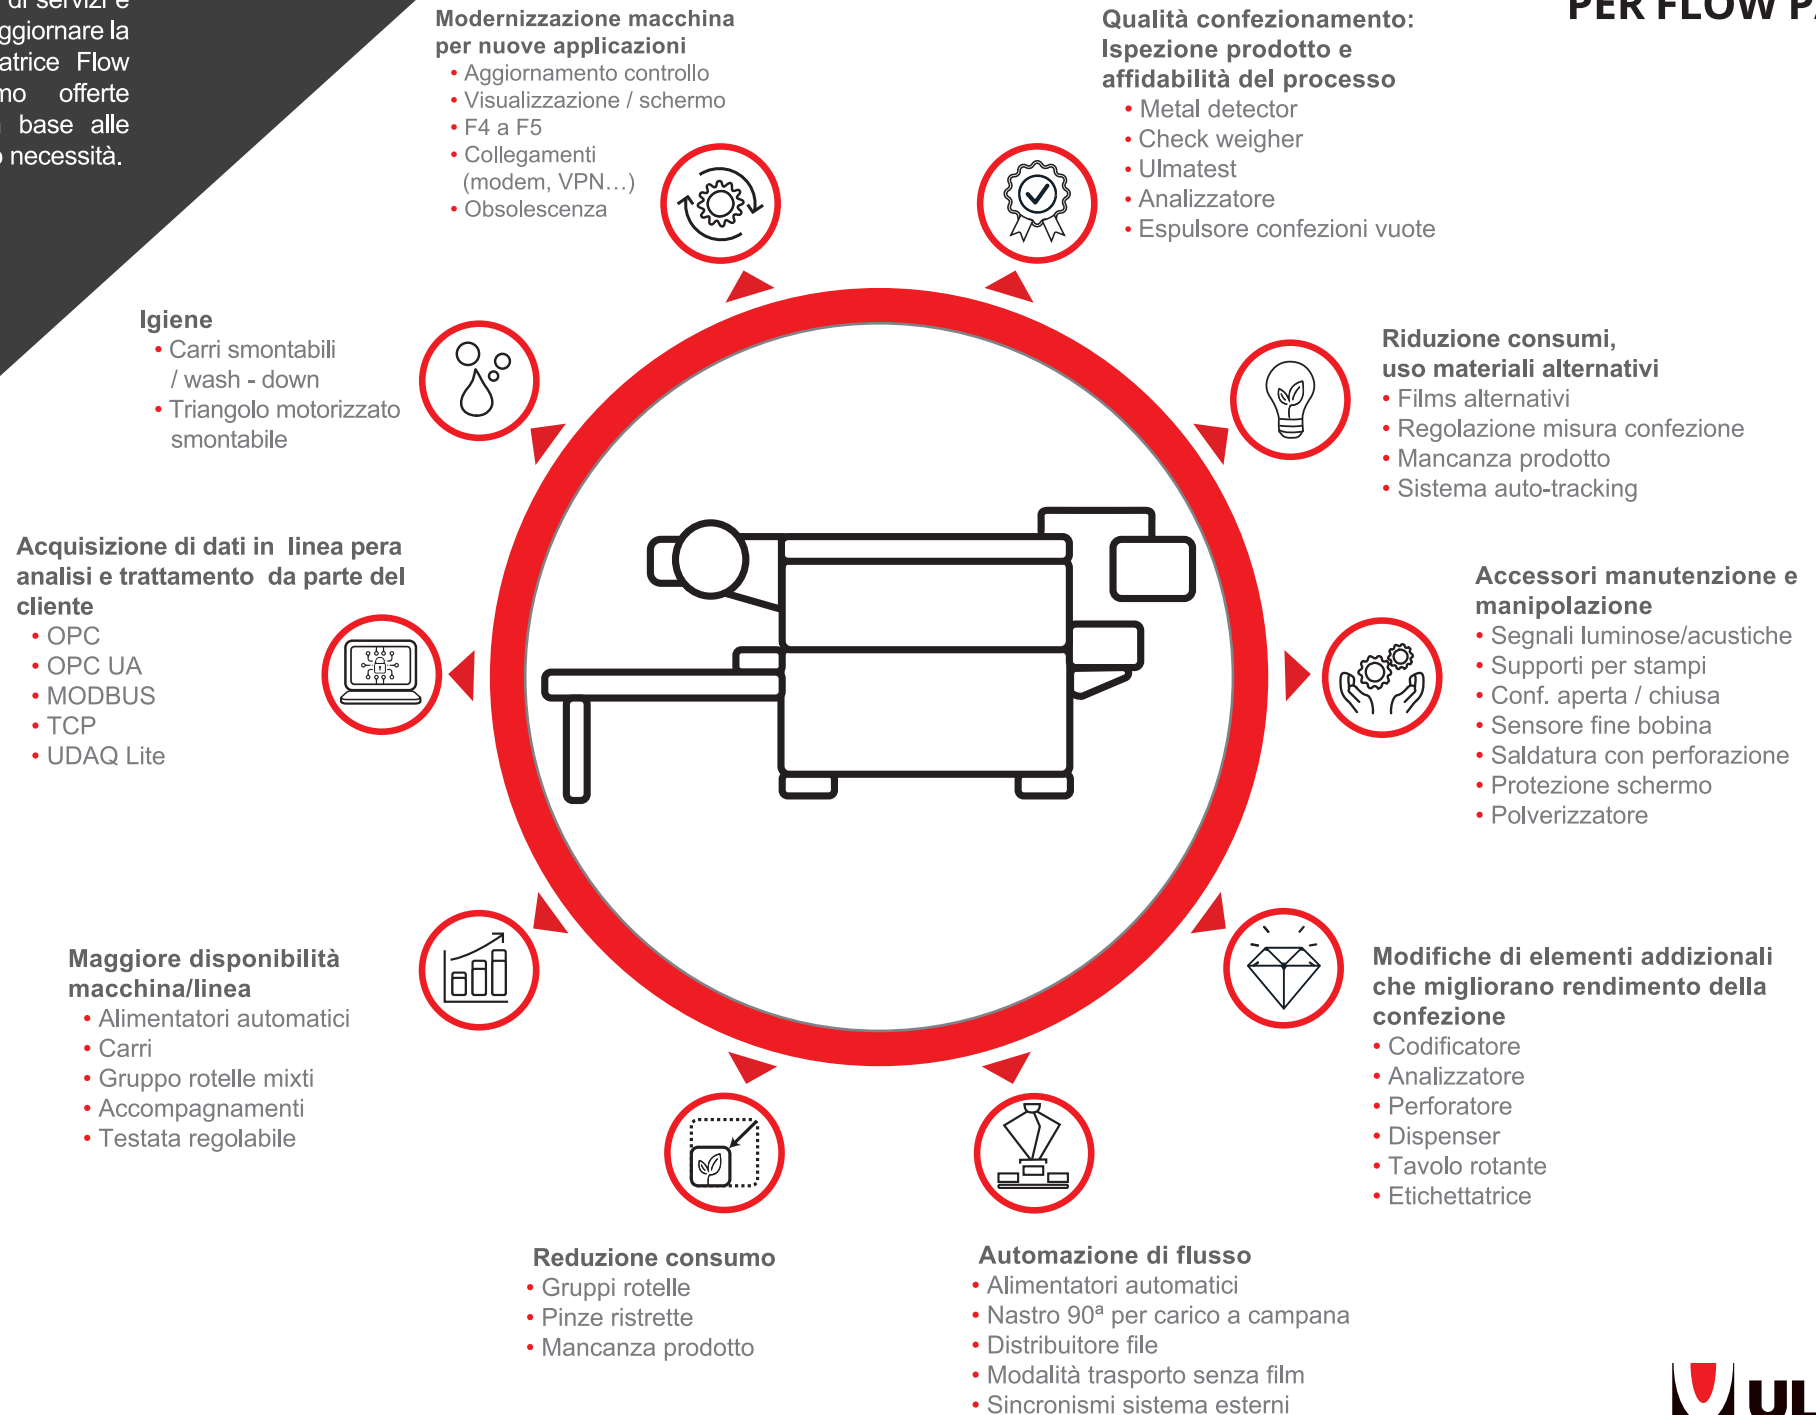 di servizi e
ggiornare la
atrice Flow
mo offerte
base alle
necessità.
PER FLOW PA
Modernizzazione macchina
per nuove applicazioni
• Aggiornamento controllo
• Visualizzazione / schermo
• F4 a F5
• Collegamenti
(modem, VPN...)
• Obsolescenza
Qualità confezionamento:
Ispezione prodotto e
affidabilità del processo
• Metal detector
• Check weigher
• Ulmatest
• Analizzatore
• Espulsore confezioni vuote
Igiene
• Carri smontabili
/ wash - down
• Triangolo motorizzato
smontabile
Riduzione consumi,
uso materiali alternativi
• Films alternativi
• Regolazione misura confezione
• Mancanza prodotto
• Sistema auto-tracking
Acquisizione di dati in linea pera
analisi e trattamento da parte del
cliente
• OPC
• OPC UA
• MODBUS
• TCP
• UDAQ Lite
Accessori manutenzione e
manipolazione
• Segnali luminose/acustiche
• Supporti per stampi
• Conf. aperta / chiusa
• Sensore fine bobina
• Saldatura con perforazione
• Protezione schermo
• Polverizzatore
Maggiore disponibilità
macchina/linea
• Alimentatori automatici
• Carri
• Gruppo rotelle mixti
• Accompagnamenti
• Testata regolabile
Modifiche di elementi addizionali
che migliorano rendimento della
confezione
• Codificatore
• Analizzatore
• Perforatore
• Dispenser
• Tavolo rotante
• Etichettatrice
Reduzione consumo
• Gruppi rotelle
• Pinze ristrette
• Mancanza prodotto
Automazione di flusso
• Alimentatori automatici
• Nastro 90ª per carico a campana
• Distribuitore file
• Modalità trasporto senza film
• Sincronismi sistema esterni
UL